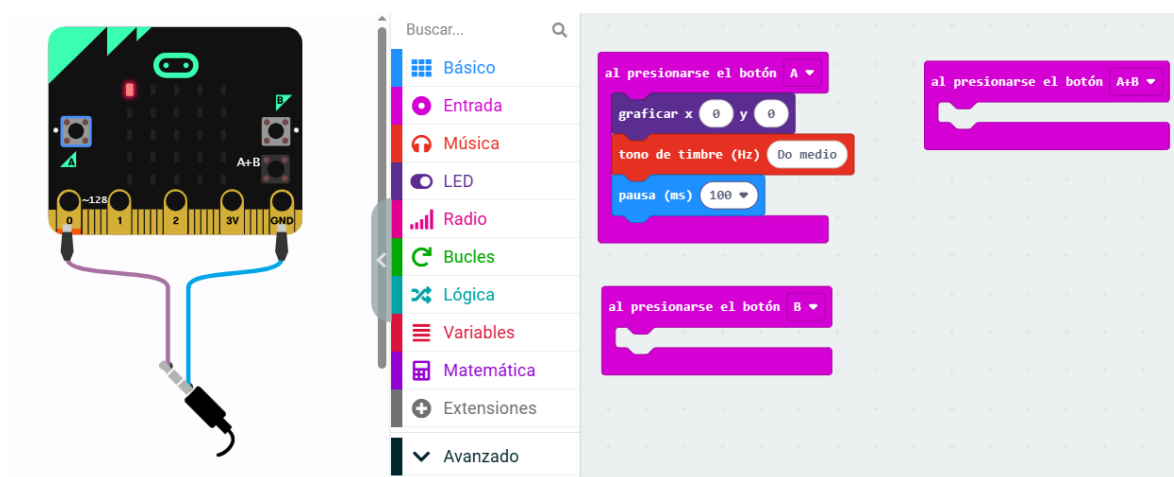 B
A
A+B
~128
0
1
2
3V
GND
Buscar...
Básico
Entrada
Música
LED
Radio
Bucles
Lógica
Variables
Matemática
Extensiones
Avanzado
al presionarse el botón A
graficar x 0 y 0
tono de timbre (Hz) Do medio
pausa (ms) 100
al presionarse el botón A+B
al presionarse el botón B